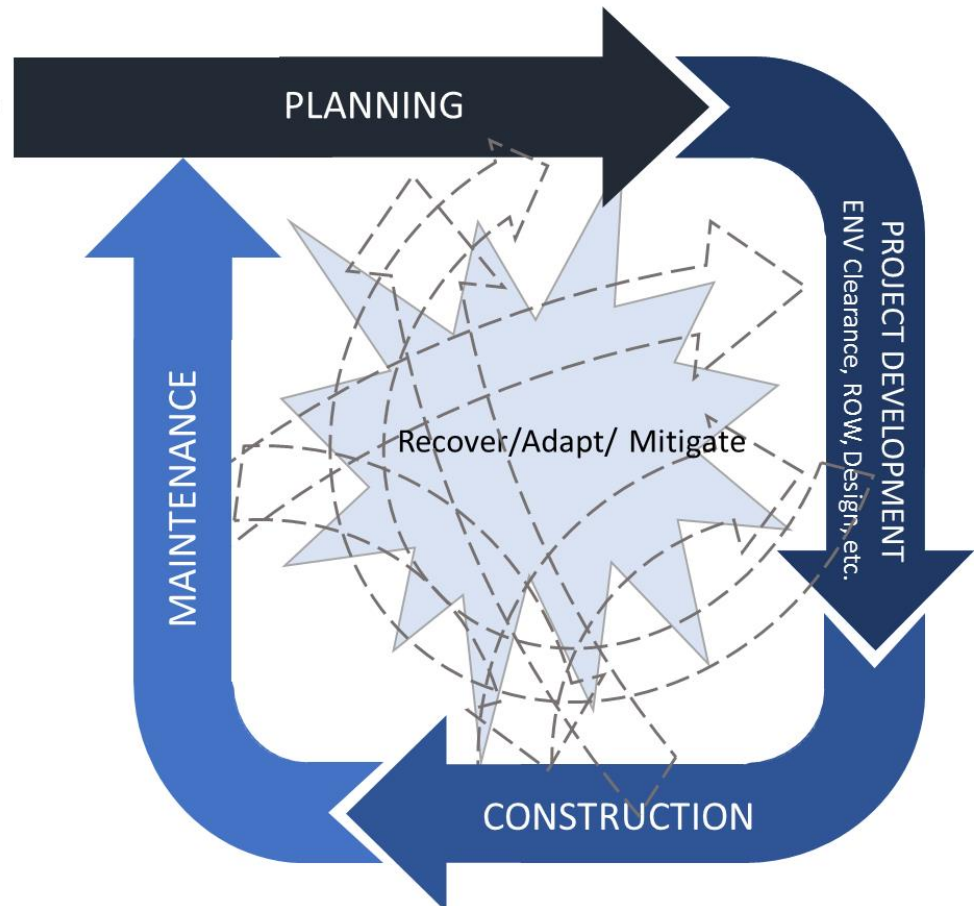 PLANNING
PROJECT DEVELOPMENT
ENV Clearance, ROW, Design, etc.
Recover/Adapt/ Mitigate
MAINTENANCE
CONSTRUCTION